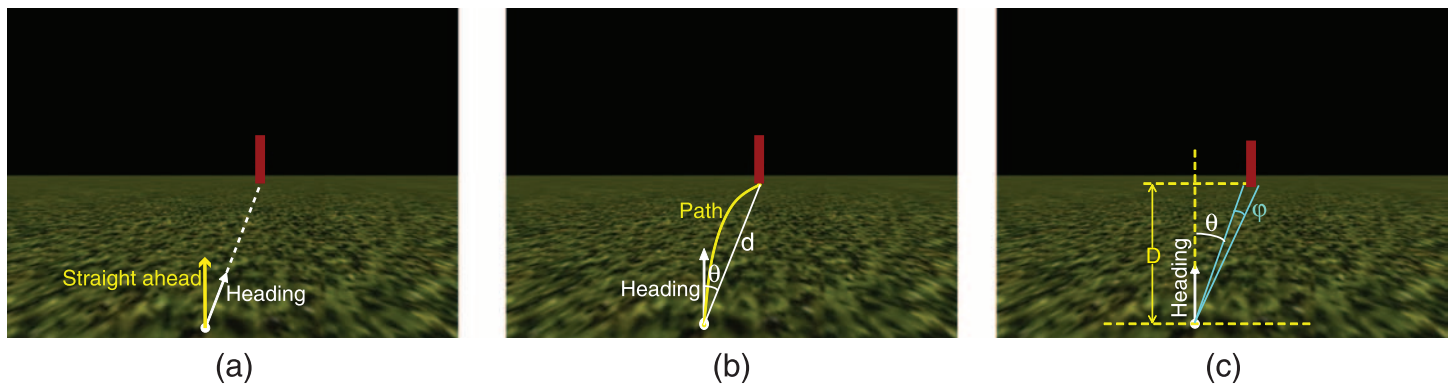 Straight ahead
Heading
(a)
Path
d
Heading
θ
(b)
θ
φ
D
Heading
(c)